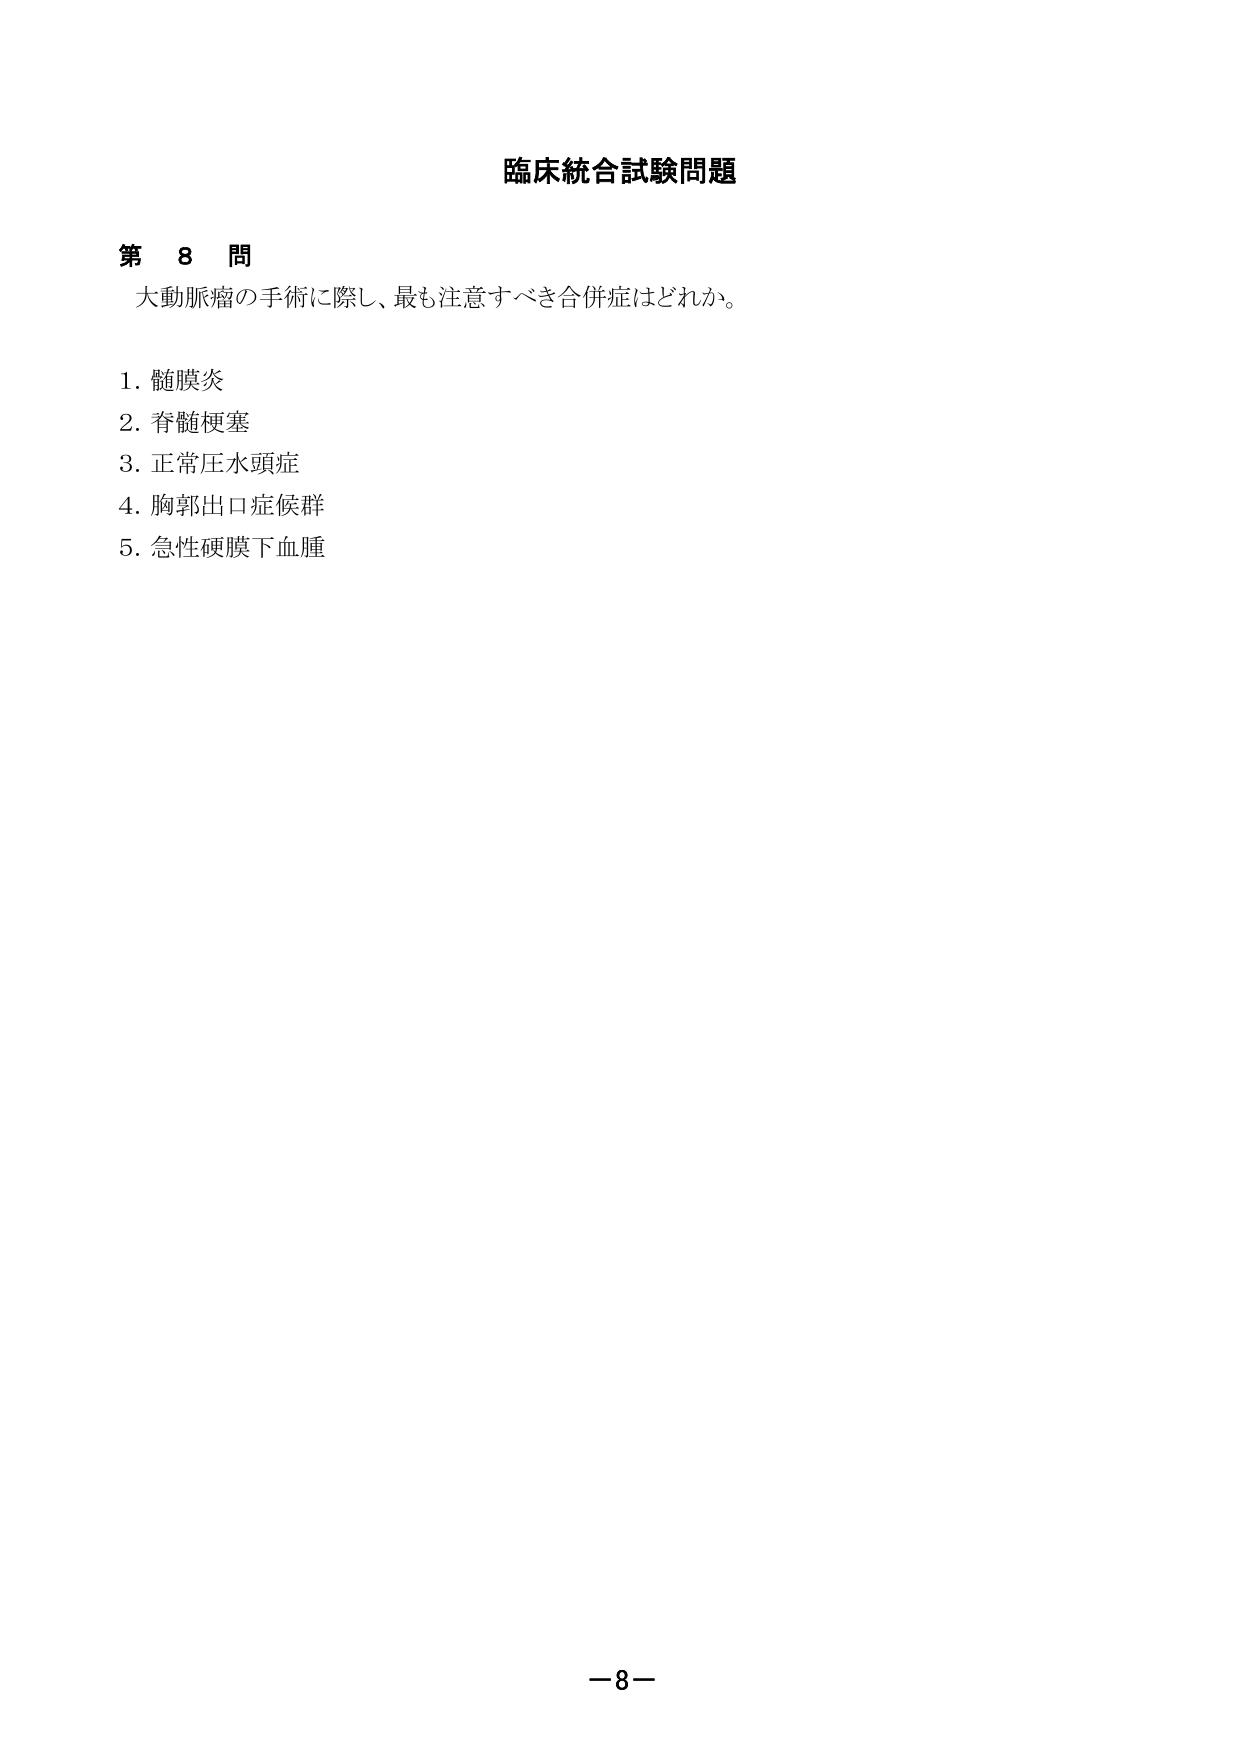 臨床統合試験問題
第 8 問
大動脈瘤の手術に際し、最も注意すべき合併症はどれか。
1. 髄膜炎
2. 脊髄梗塞
3. 正常圧水頭症
4. 胸郭出口症候群
5. 急性硬膜下血腫
－8－